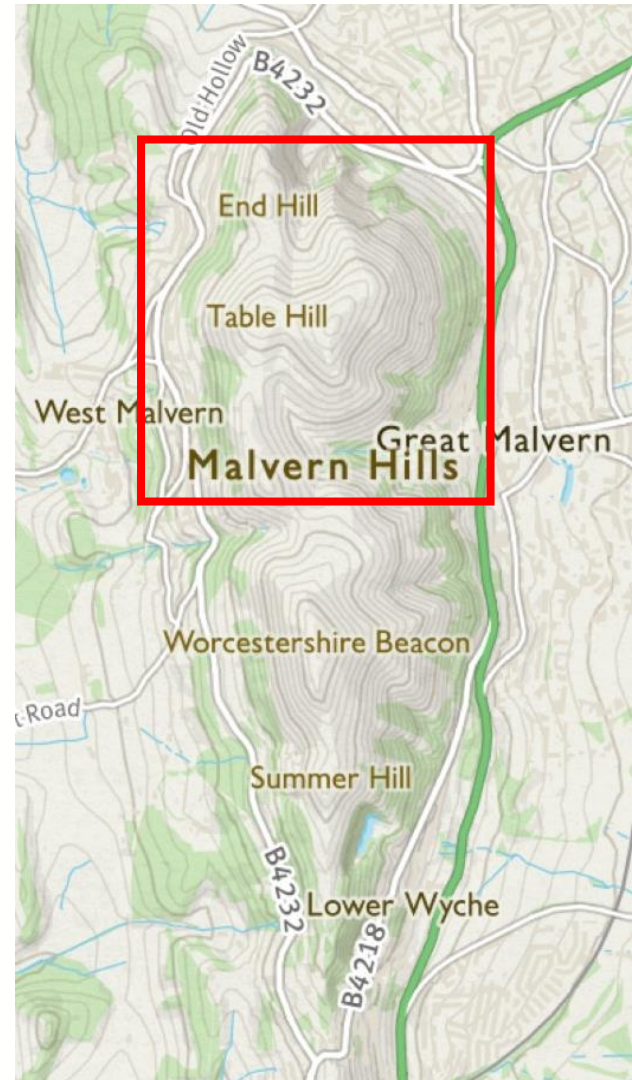 Old Hollow
B4232
End Hill
Table Hill
West Malvern
Great Malvern
Malvern Hills
Worcestershire Beacon
t Road
Summer Hill
B4232
Lower Wyche
B4218